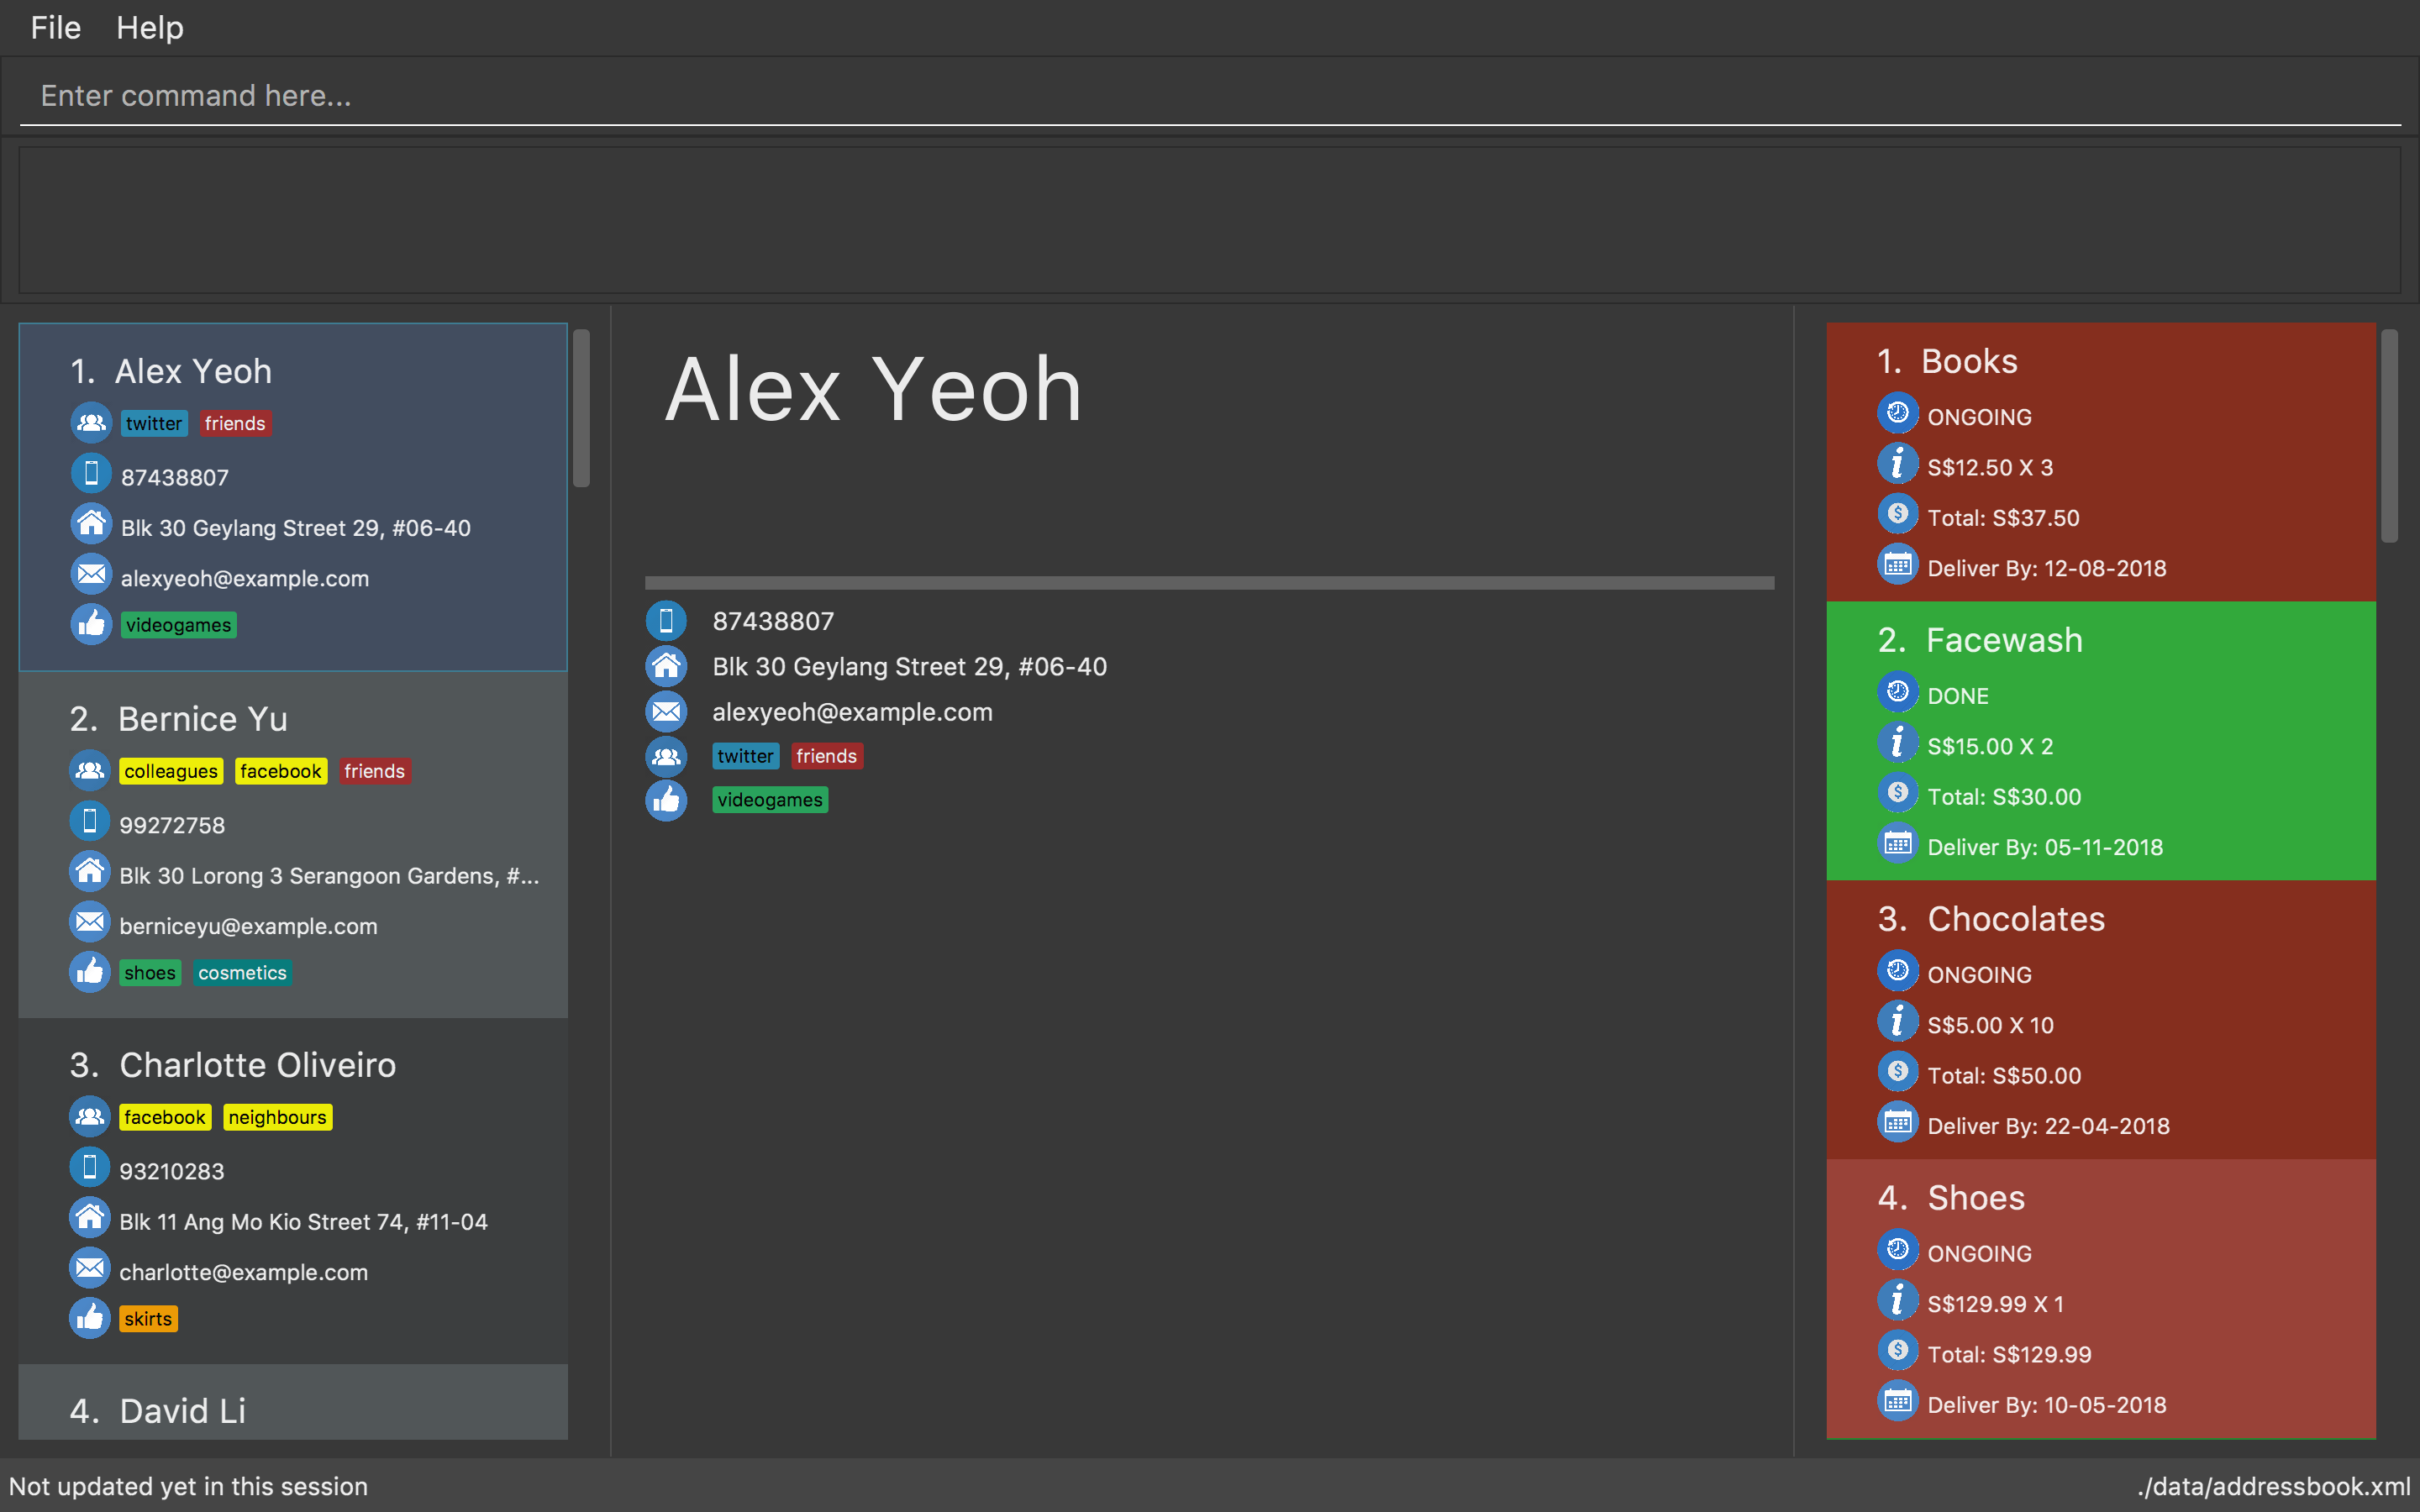 File Help
Enter command here...
1. Alex Yeoh
twitter friends
87438807
Blk 30 Geylang Street 29, #06-40
alexyeoh@example.com
videogames
2. Bernice Yu
colleagues facebook friends
99272758
Blk 30 Lorong 3 Serangoon Gardens, #...
berniceyu@example.com
shoes cosmetics
3. Charlotte Oliveiro
facebook neighbours
93210283
Blk 11 Ang Mo Kio Street 74, #11-04
charlotte@example.com
skirts
4. David Li
Alex Yeoh
87438807
Blk 30 Geylang Street 29, #06-40
alexyeoh@example.com
twitter friends
videogames
1. Books
ONGOING
S$12.50 X 3
Total: S$37.50
Deliver By: 12-08-2018
2. Facewash
DONE
S$15.00 X 2
Total: S$30.00
Deliver By: 05-11-2018
3. Chocolates
ONGOING
S$5.00 X 10
Total: S$50.00
Deliver By: 22-04-2018
4. Shoes
ONGOING
S$129.99 X 1
Total: S$129.99
Deliver By: 10-05-2018
Not updated yet in this session
./data/addressbook.xml